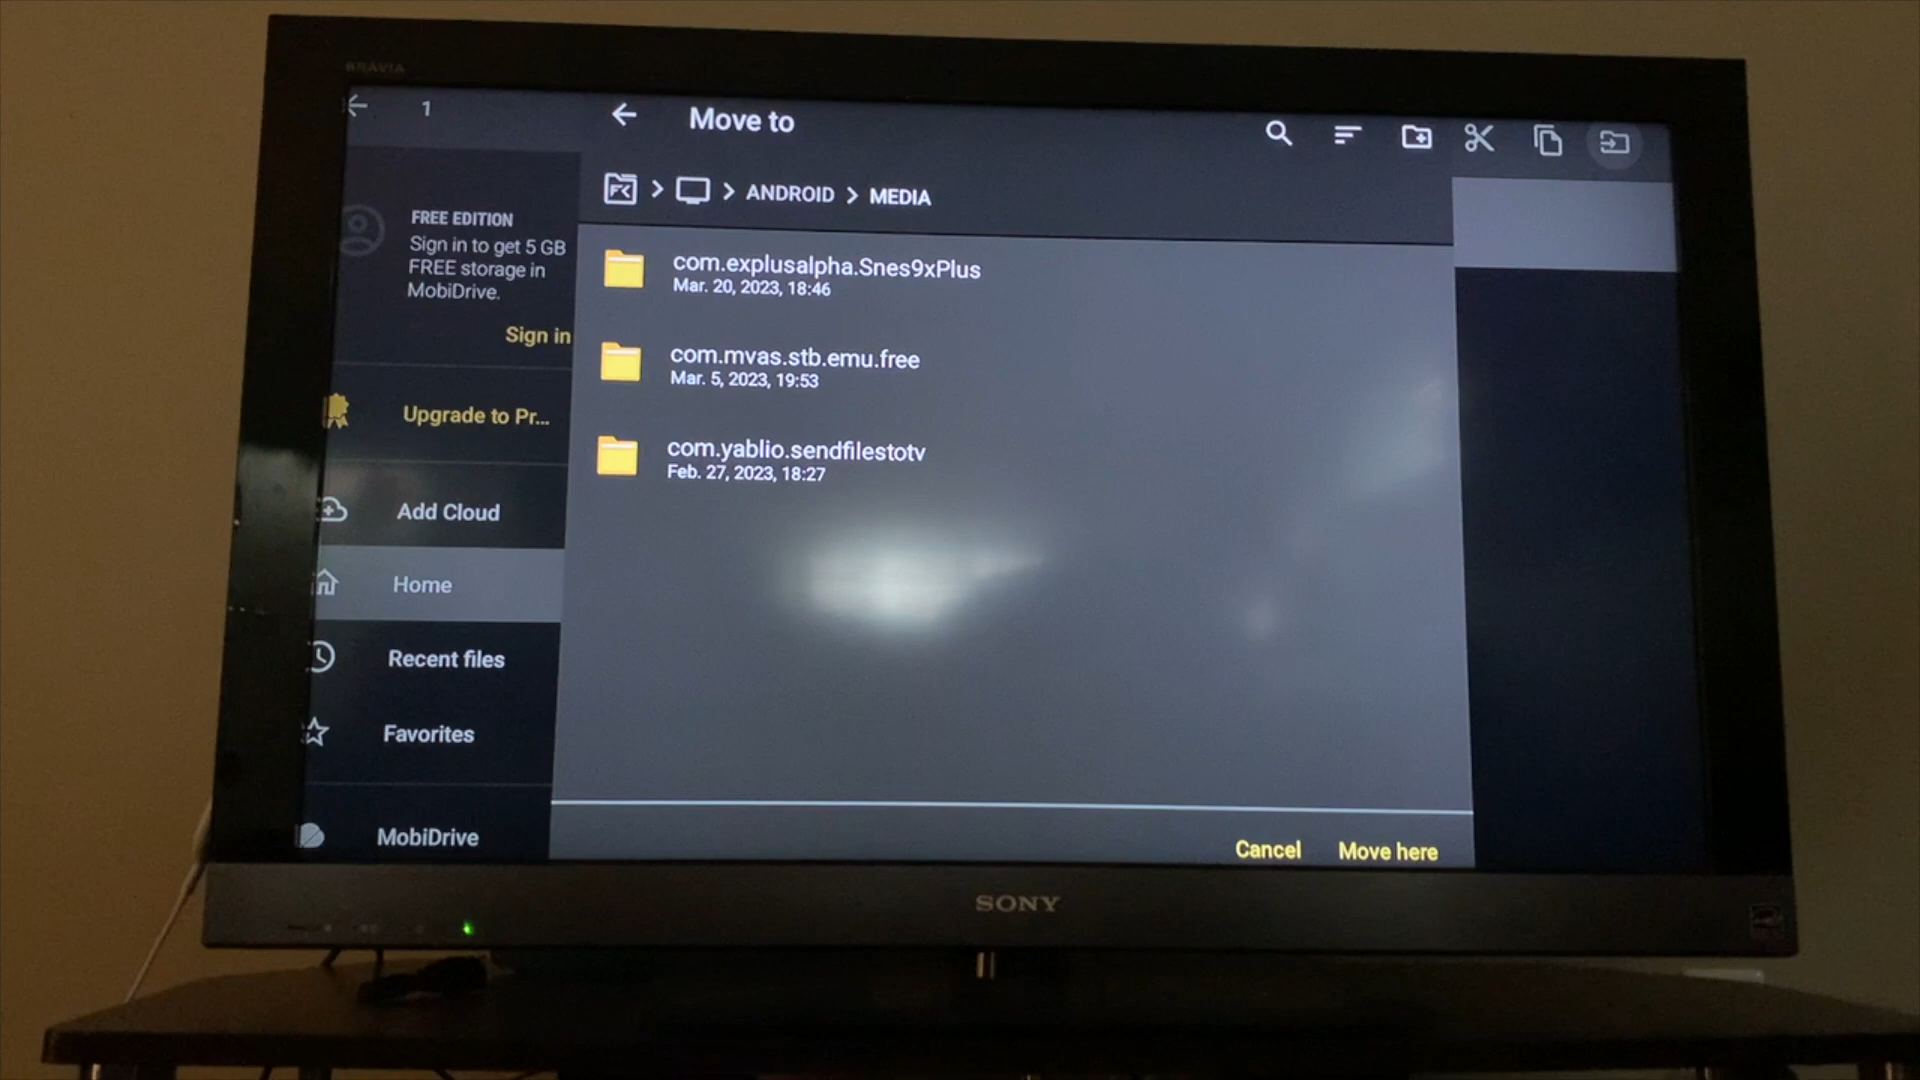 BRAVIA
1
Move to
FREE EDITION
Sign in to get 5 GB
FREE storage in
MobiDrive.
Sign in
Upgrade to Pr...
Add Cloud
Home
Recent files
Favorites
MobiDrive
ANDROID > MEDIA
com.explusalpha.Snes9xPlus
Mar. 20, 2023, 18:46
com.mvas.stb.emu.free
Mar. 5, 2023, 19:53
com.yablio.sendfilestotv
Feb. 27, 2023, 18:27
Cancel Move here
SONY